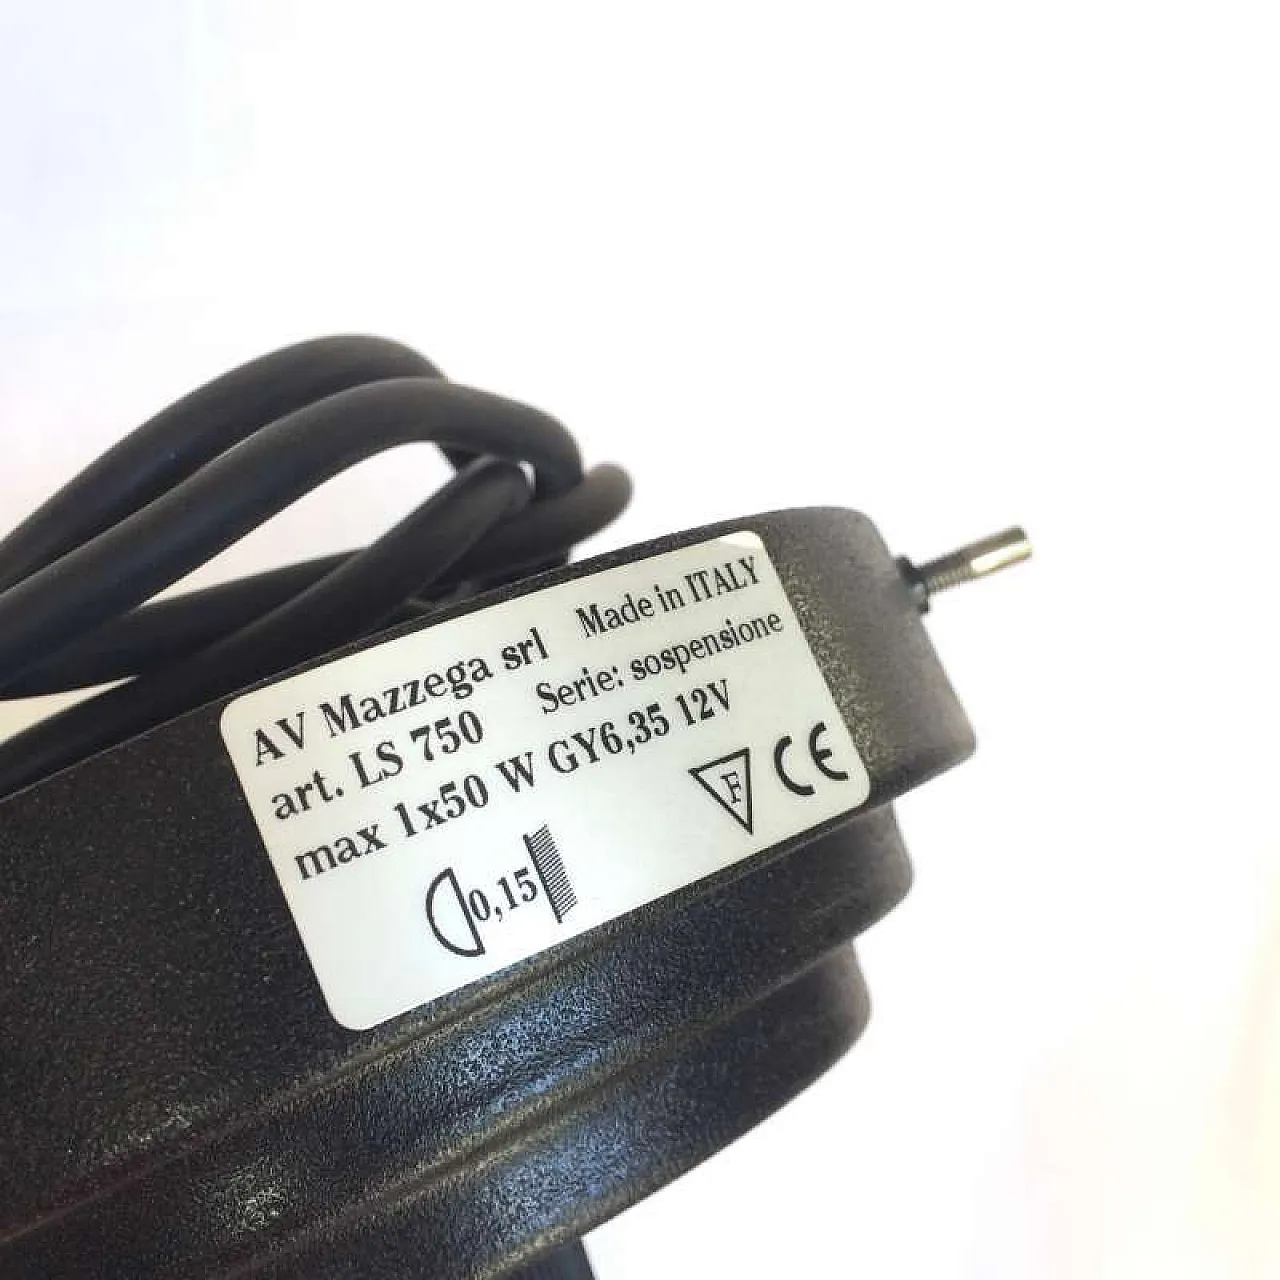 AV Mazzega srl Made in ITALY
art. LS 750 Serie: sospensione
max 1x50 W GY6,35 12V
F CE
0,15